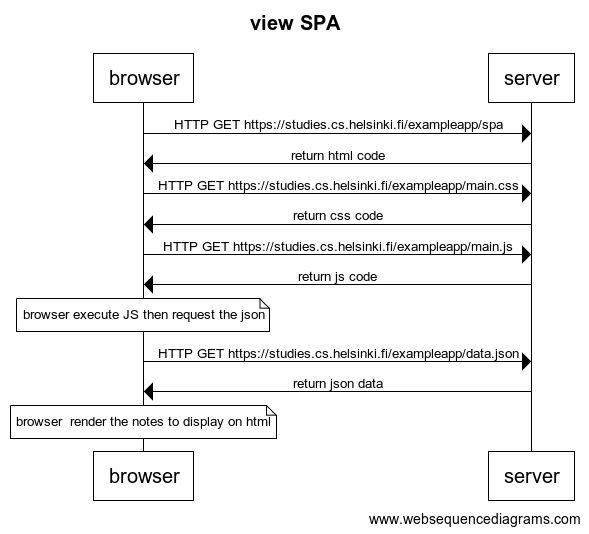 view SPA
browser
server
HTTP GET https://studies.cs.helsinki.fi/exampleapp/spa
return html code
HTTP GET https://studies.cs.helsinki.fi/exampleapp/main.css
return css code
HTTP GET https://studies.cs.helsinki.fi/exampleapp/main.js
return js code
browser execute JS then request the json
HTTP GET https://studies.cs.helsinki.fi/exampleapp/data.json
return json data
browser  render the notes to display on html
browser
server
www.websequencediagrams.com